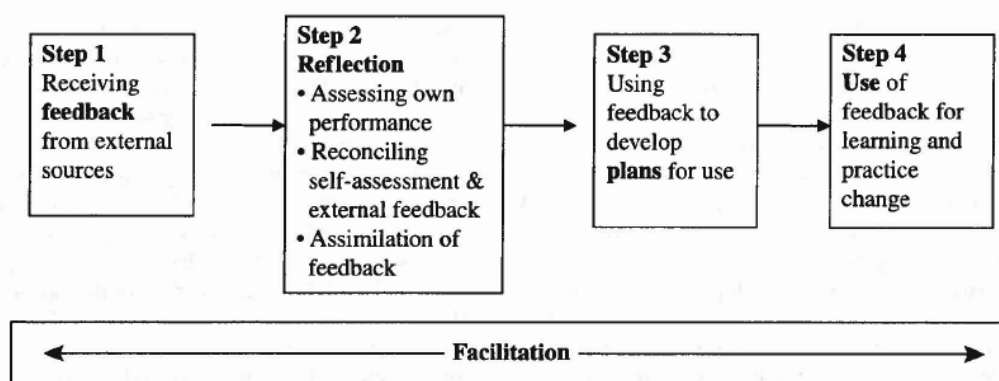 Step 1
Receiving
feedback
from external
sources
Step 2
Reflection
• Assessing own
performance
• Reconciling
self-assessment &
external feedback
• Assimilation of
feedback
Step 3
Using
feedback to
develop
plans for use
Step 4
Use of
feedback for
learning and
practice
change
Facilitation